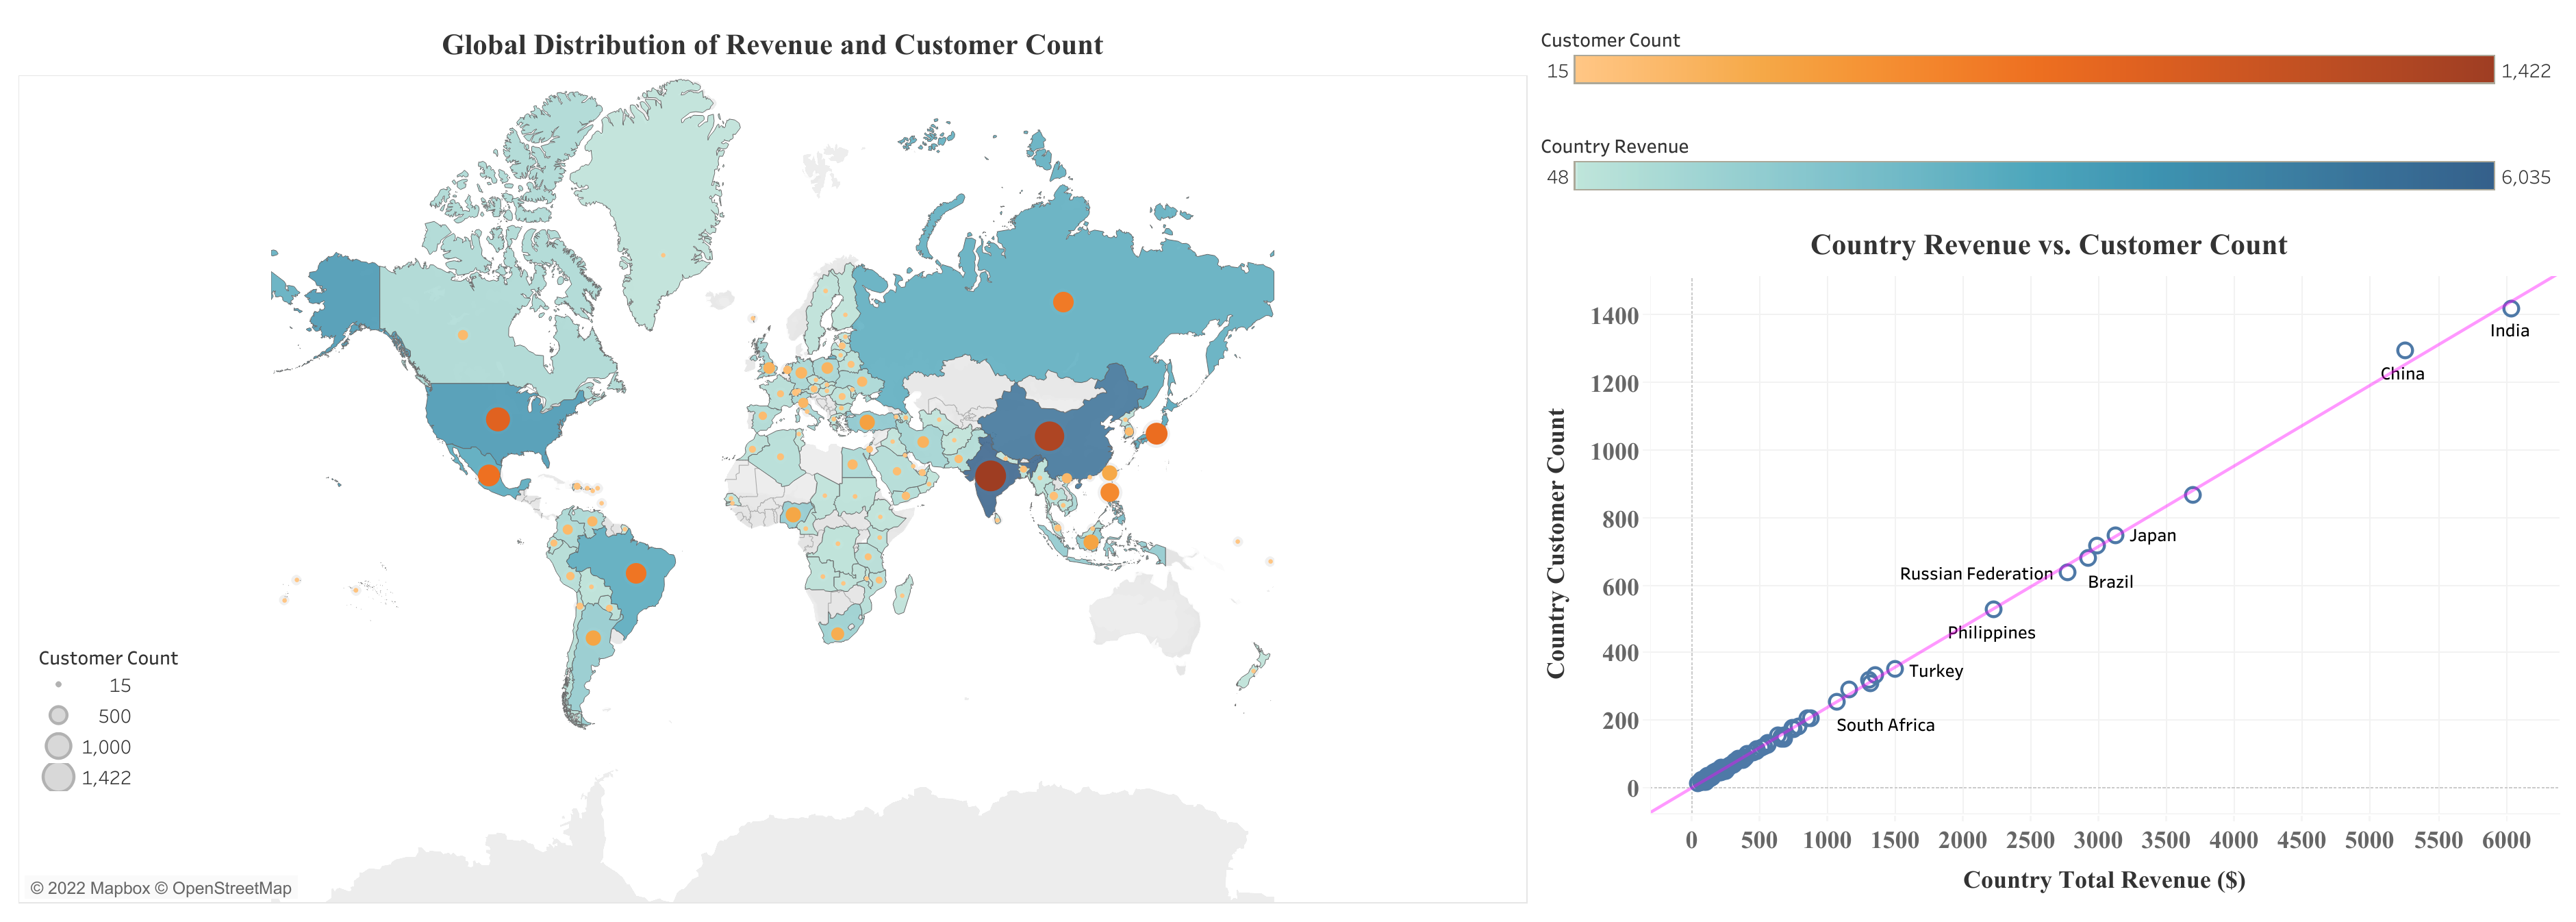 Global Distribution of Revenue and Customer Count
Customer Count
15
500
1,000
1,422
© 2022 Mapbox © OpenStreetMap
Customer Count
15 1,422
Country Revenue
48 6,035
Country Revenue vs. Customer Count
Country Customer Count
1400
1200
1000
800
600
400
200
0
India
China
Japan
Russian Federation
Brazil
Philippines
Turkey
South Africa
0 500 1000 1500 2000 2500 3000 3500 4000 4500 5000 5500 6000
Country Total Revenue ($)